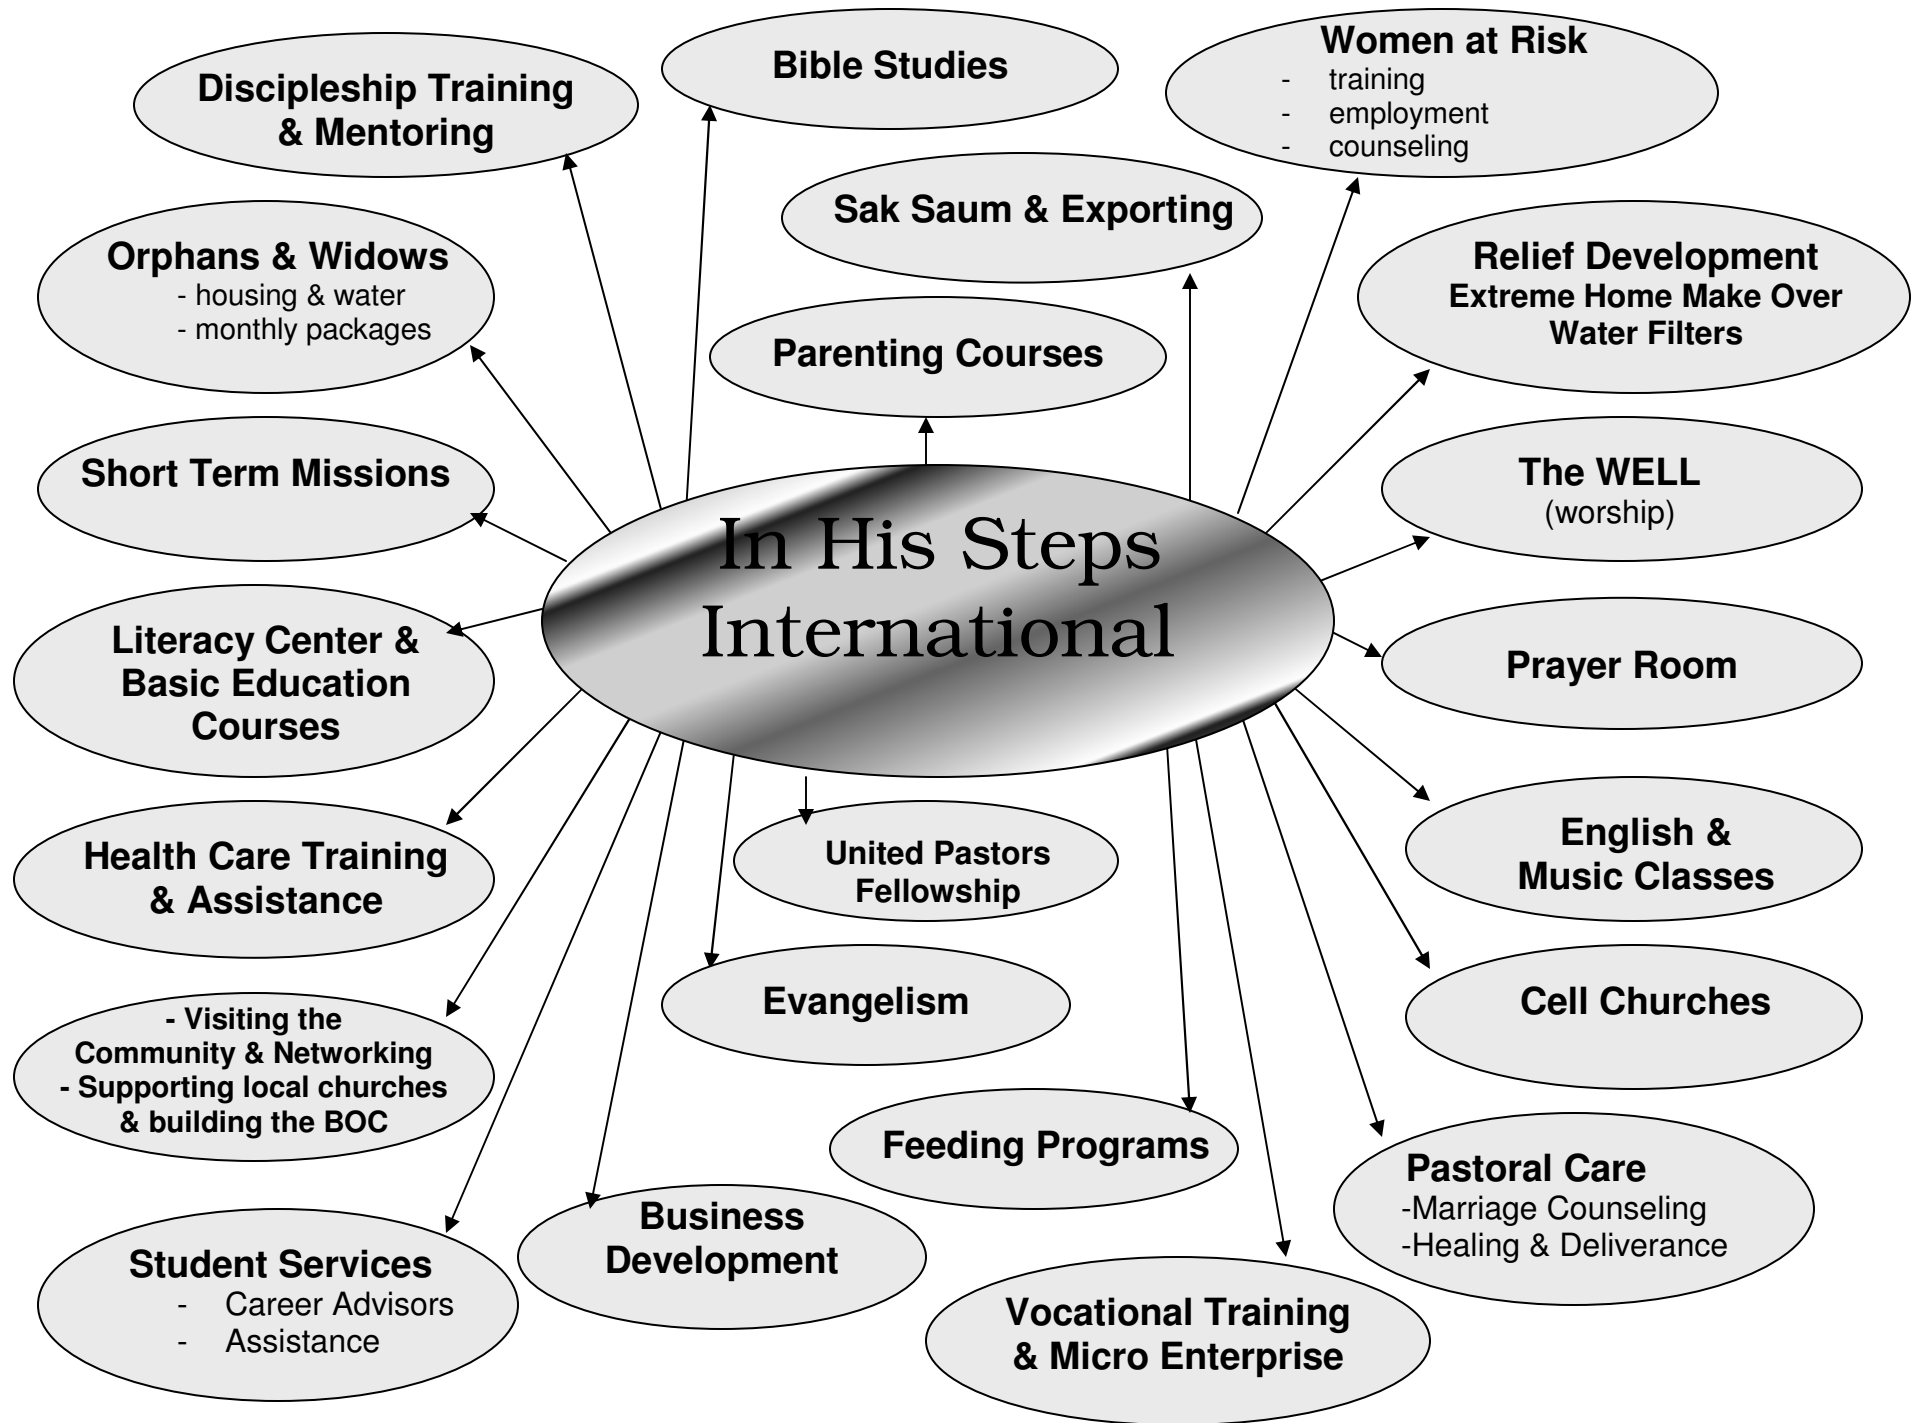 Discipleship Training
& Mentoring
Bible Studies
Women at Risk
- training
- employment
- counseling
Sak Saum & Exporting
Orphans & Widows
- housing & water
- monthly packages
Relief Development
Extreme Home Make Over
Water Filters
Parenting Courses
Short Term Missions
The WELL
(worship)
In His Steps
International
Literacy Center &
Basic Education
Courses
Prayer Room
Health Care Training
& Assistance
United Pastors
Fellowship
English &
Music Classes
- Visiting the
Community & Networking
- Supporting local churches
& building the BOC
Evangelism
Cell Churches
Feeding Programs
Pastoral Care
-Marriage Counseling
-Healing & Deliverance
Student Services
- Career Advisors
- Assistance
Business
Development
Vocational Training
& Micro Enterprise